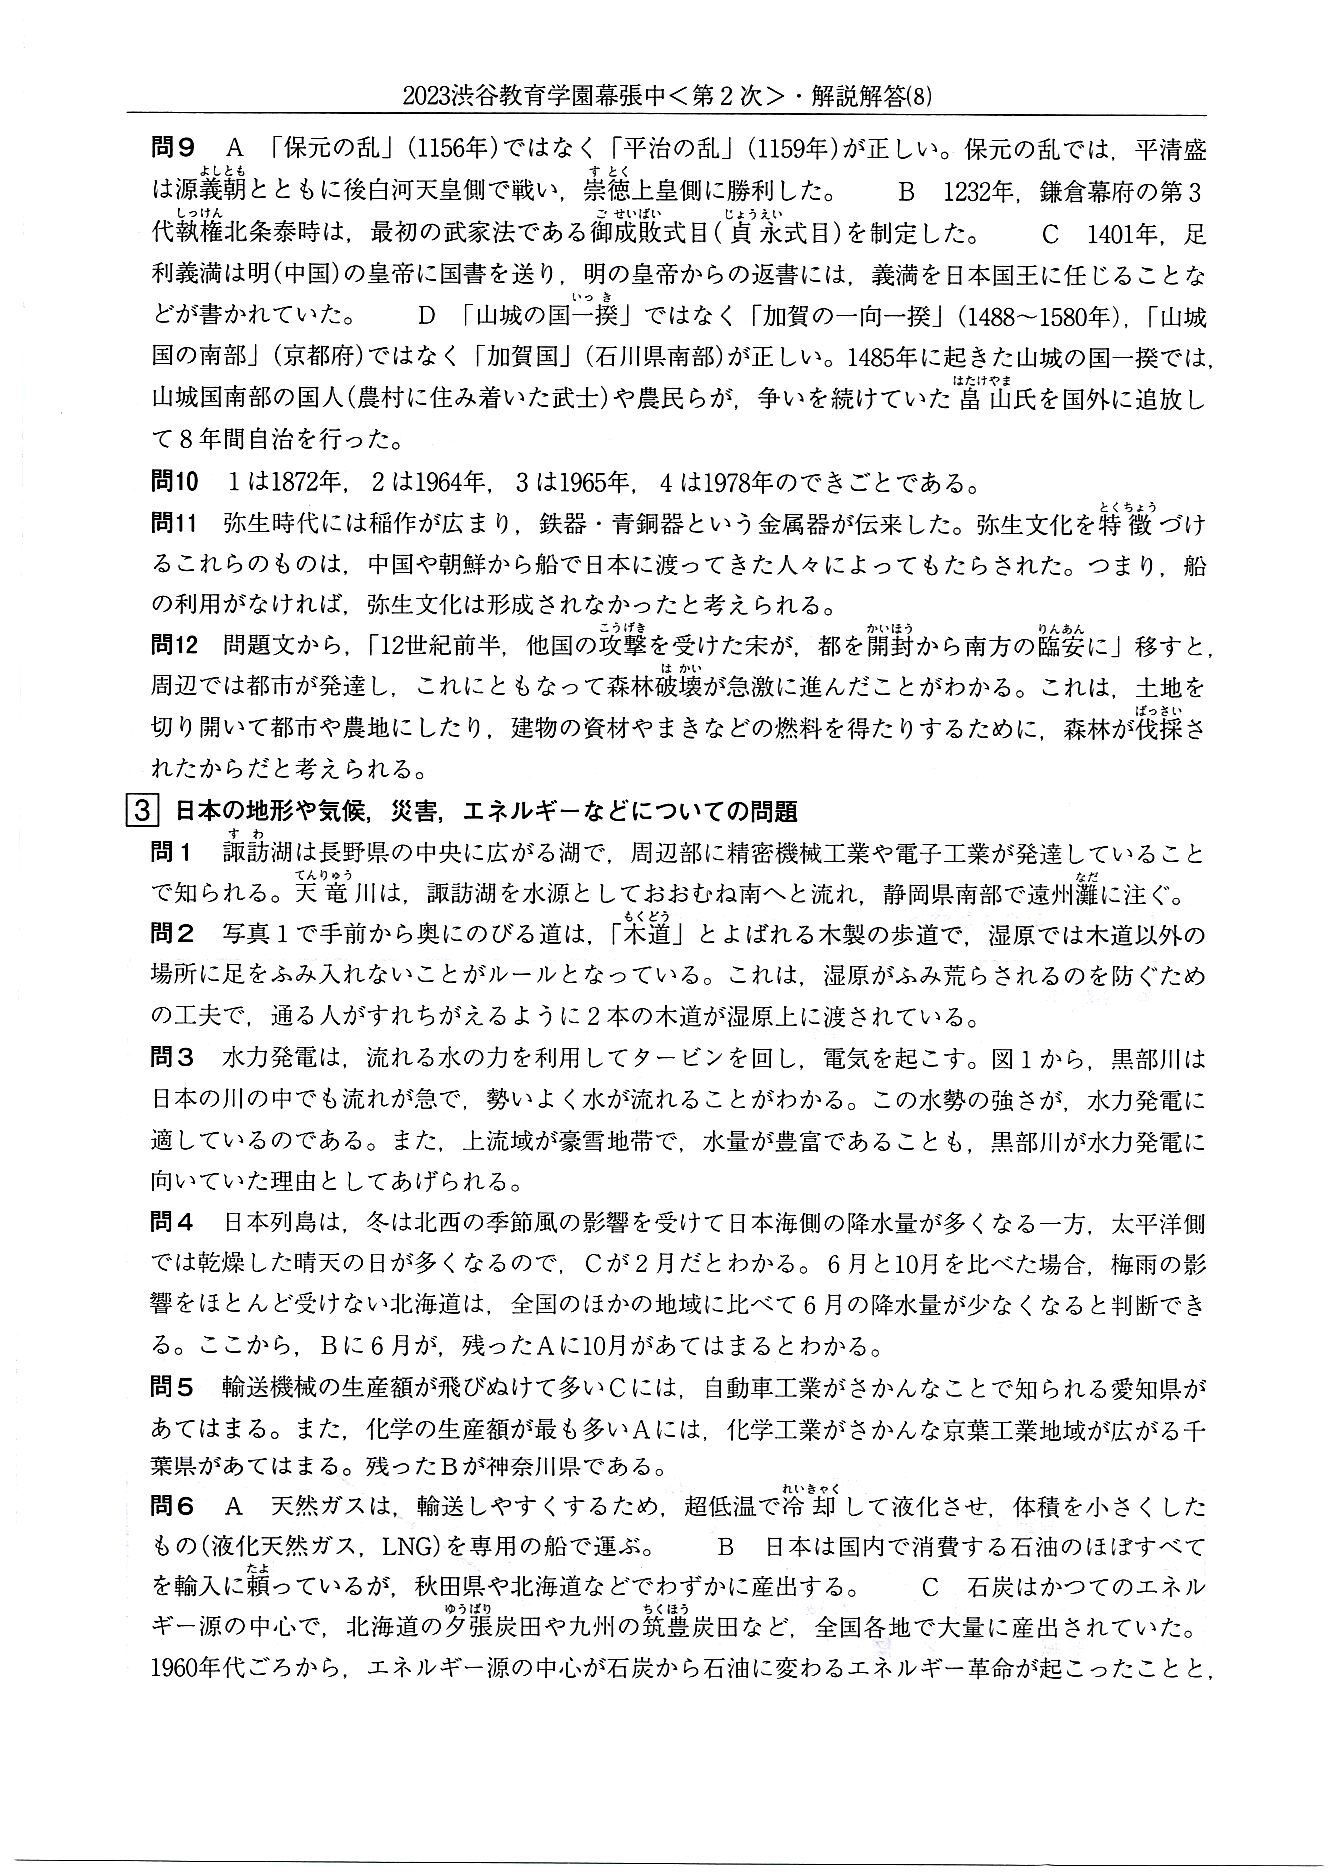 2023渋谷教育学園幕張中＜第２次＞・解説解答(8)
問９　Ａ　「保元の乱」(1156年)ではなく「平治の乱」(1159年)が正しい。保元の乱では，平清盛
は源義朝とともに後白河天皇側で戦い，崇徳上皇側に勝利した。　　Ｂ　1232年，鎌倉幕府の第３
代執権北条泰時は，最初の武家法である御成敗式目(貞永式目)を制定した。　　Ｃ　1401年，足
利義満は明(中国)の皇帝に国書を送り，明の皇帝からの返書には，義満を日本国王に任じることな
どが書かれていた。　　Ｄ　「山城の国一揆」ではなく「加賀の一向一揆」(1488～1580年)，「山城
国の南部」(京都府)ではなく「加賀国」(石川県南部)が正しい。1485年に起きた山城の国一揆では，
山城国南部の国人(農村に住み着いた武士)や農民らが，争いを続けていた畠山氏を国外に追放し
て８年間自治を行った。
問10　１は1872年，２は1964年，３は1965年，４は1978年のできごとである。
問11　弥生時代には稲作が広まり，鉄器・青銅器という金属器が伝来した。弥生文化を特徴づけ
るこれらのものは，中国や朝鮮から船で日本に渡ってきた人々によってもたらされた。つまり，船
の利用がなければ，弥生文化は形成されなかったと考えられる。
問12　問題文から，「12世紀前半，他国の攻撃を受けた宋が，都を開封から南方の臨安に」移すと，
周辺では都市が発達し，これにともなって森林破壊が急激に進んだことがわかる。これは，土地を
切り開いて都市や農地にしたり，建物の資材やまきなどの燃料を得たりするために，森林が伐採さ
れたからだと考えられる。
３　日本の地形や気候，災害，エネルギーなどについての問題
問１　諏訪湖は長野県の中央に広がる湖で，周辺部に精密機械工業や電子工業が発達していること
で知られる。天竜川は，諏訪湖を水源としておおむね南へと流れ，静岡県南部で遠州灘に注ぐ。
問２　写真１で手前から奥にのびる道は，「木道」とよばれる木製の歩道で，湿原では木道以外の
場所に足をふみ入れないことがルールとなっている。これは，湿原がふみ荒らされるのを防ぐため
の工夫で，通る人がすれちがえるように２本の木道が湿原上に渡されている。
問３　水力発電は，流れる水の力を利用してタービンを回し，電気を起こす。図１から，黒部川は
日本の川の中でも流れが急で，勢いよく水が流れることがわかる。この水勢の強さが，水力発電に
適しているのである。また，上流域が豪雪地帯で，水量が豊富であることも，黒部川が水力発電に
向いていた理由としてあげられる。
問４　日本列島は，冬は北西の季節風の影響を受けて日本海側の降水量が多くなる一方，太平洋側
では乾燥した晴天の日が多くなるので，Ｃが２月だとわかる。６月と10月を比べた場合，梅雨の影
響をほとんど受けない北海道は，全国のほかの地域に比べて６月の降水量が少なくなると判断でき
る。ここから，Ｂに６月が，残ったＡに10月があてはまるとわかる。
問５　輸送機械の生産額が飛びぬけて多いＣには，自動車工業がさかんなことで知られる愛知県が
あてはまる。また，化学の生産額が最も多いＡには，化学工業がさかんな京葉工業地域が広がる千
葉県があてはまる。残ったＢが神奈川県である。
問６　Ａ　天然ガスは，輸送しやすくするため，超低温で冷却して液化させ，体積を小さくした
もの(液化天然ガス，LNG)を専用の船で運ぶ。　　Ｂ　日本は国内で消費する石油のほぼすべて
を輸入に頼っているが，秋田県や北海道などでわずかに産出する。　　Ｃ　石炭はかつてのエネル
ギー源の中心で，北海道の夕張炭田や九州の筑豊炭田など，全国各地で大量に産出されていた。
1960年代ごろから，エネルギー源の中心が石炭から石油に変わるエネルギー革命が起こったことと，